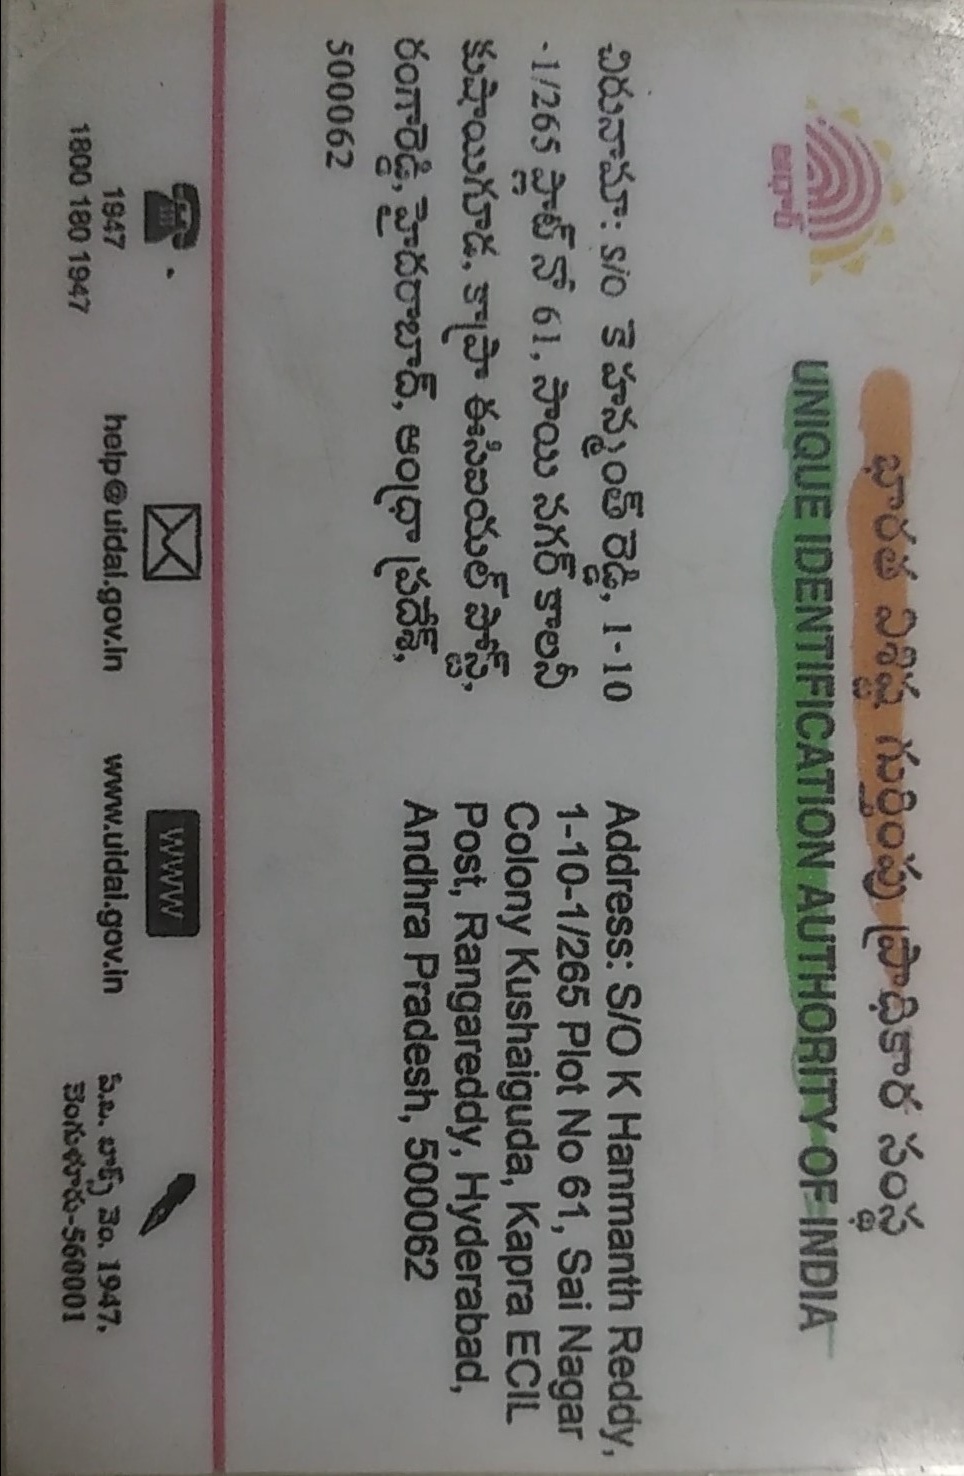 భారత విశిష్ట గుర్తింపు ప్రాధికార సంస్థ
UNIQUE IDENTIFICATION AUTHORITY OF INDIA
ఆధార్
చిరునామా: S/O కె హన్మంత్ రెడ్డి, 1-10
-1/265 ప్లాట్ నో 61, సాయి నగర్ కాలనీ
కుషాయిగూడ, కాప్రా ఈసిఐయల్ పోస్ట్,
రంగారెడ్డి, హైదరాబాద్, ఆంధ్రా ప్రదేశ్,
500062
Address: S/O K Hanmanth Reddy,
1-10-1/265 Plot No 61, Sai Nagar
Colony Kushaiguda, Kapra ECIL
Post, Rangareddy, Hyderabad,
Andhra Pradesh, 500062
1947
1800 180 1947
help@uidai.gov.in
WWW
www.uidai.gov.in
పి.ఓ. బాక్స్ నెం. 1947,
బెంగుళూరు-560001